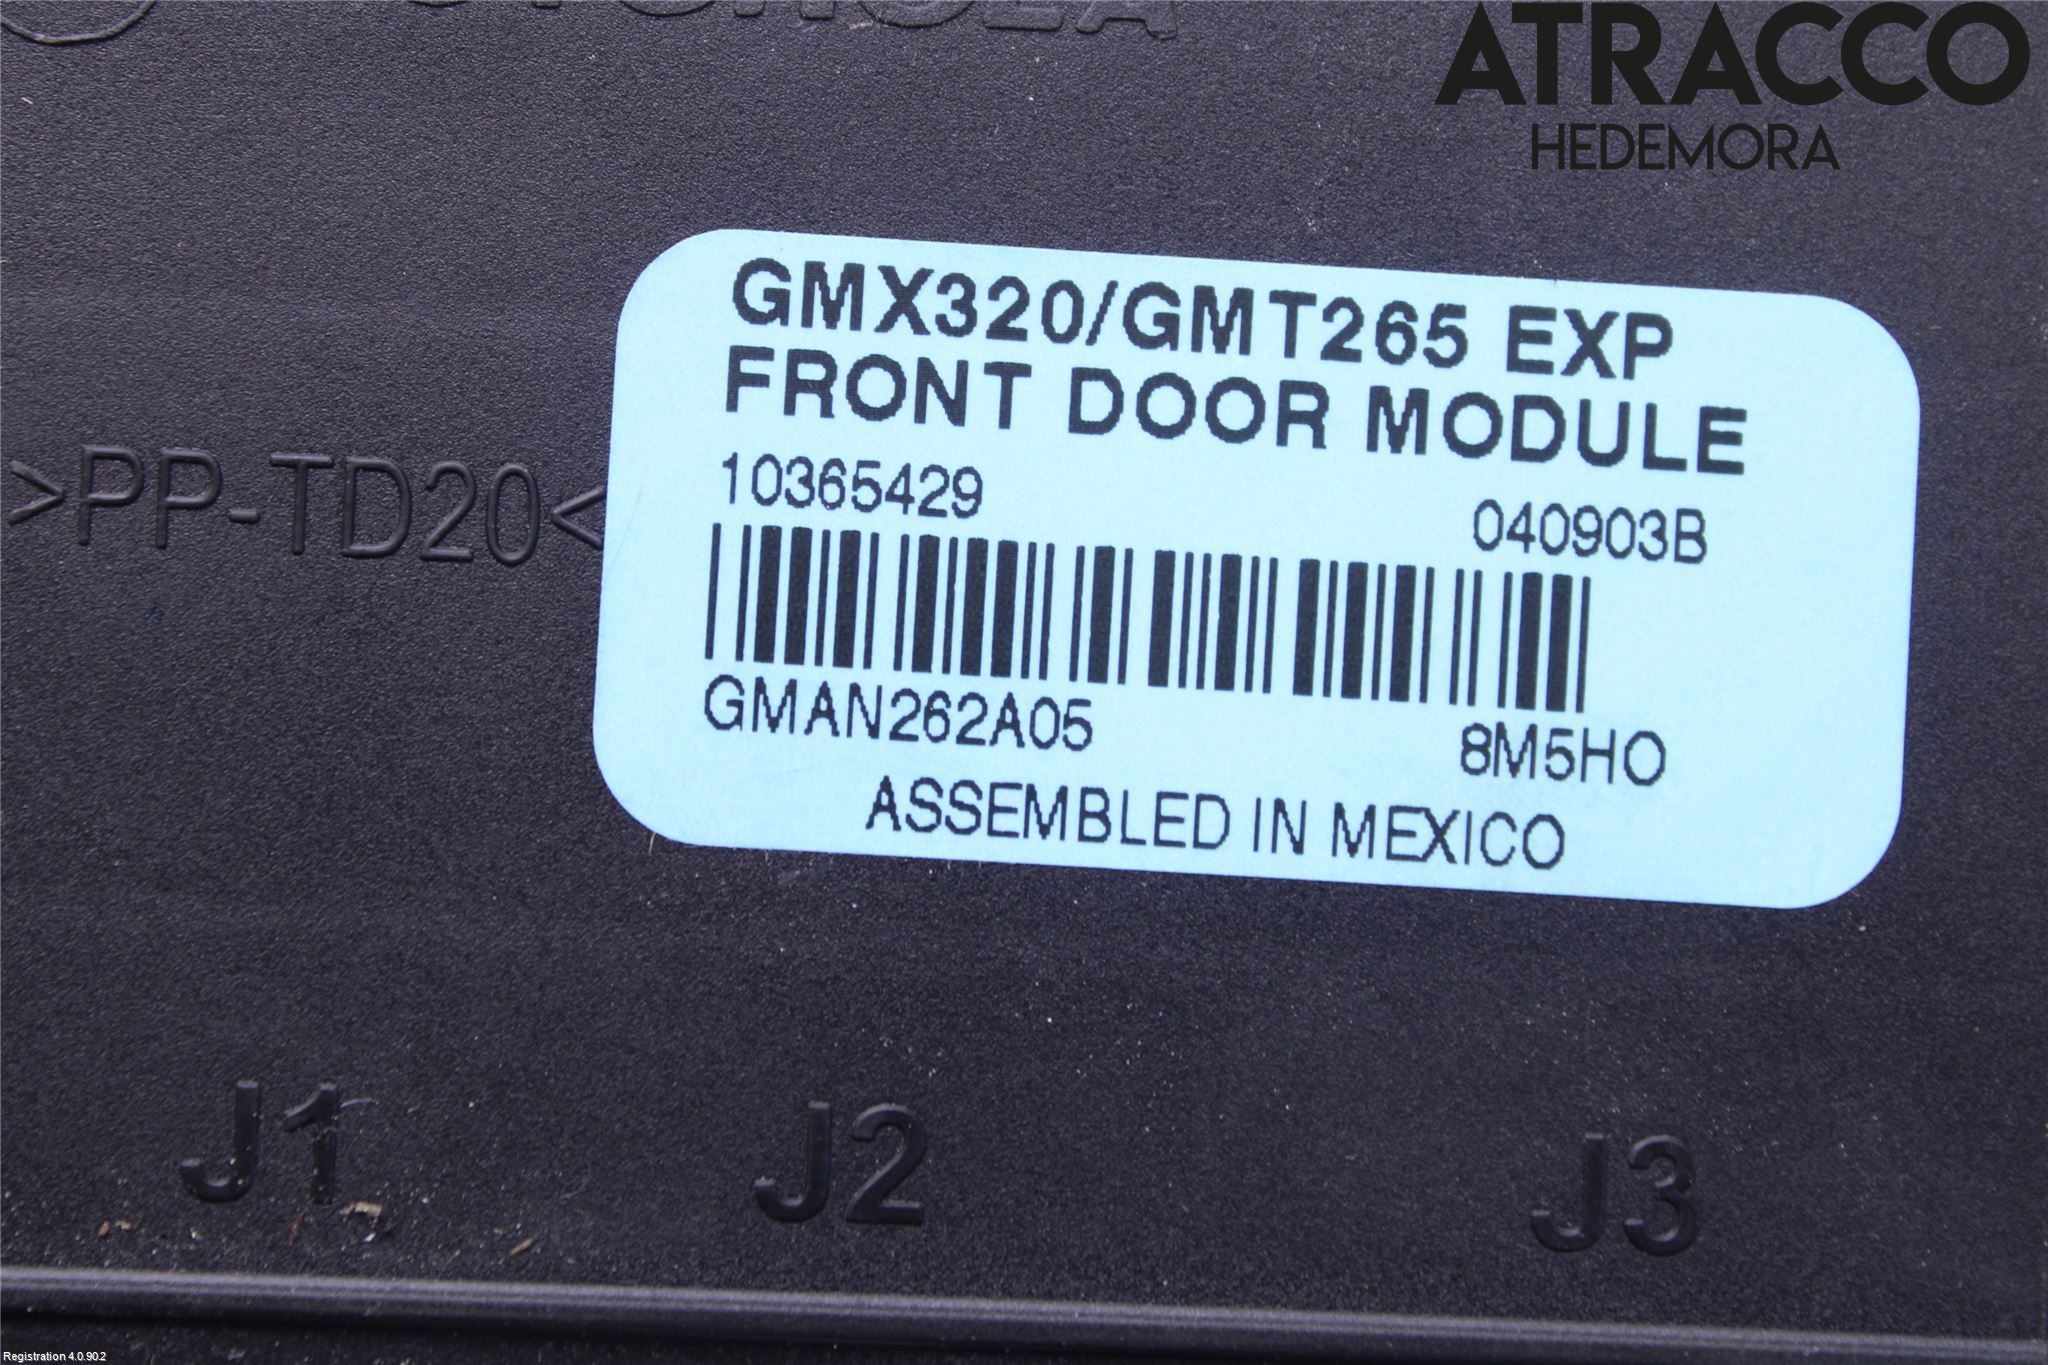 ATRACCO
HEDEMORA
GMX320/GMT265 EXP
FRONT DOOR MODULE
10365429 040903B
>PP-TD20<
GMAN262A05 8M5HO
ASSEMBLED IN MEXICO
J1 J2 J3
Registration 4.0.90.2